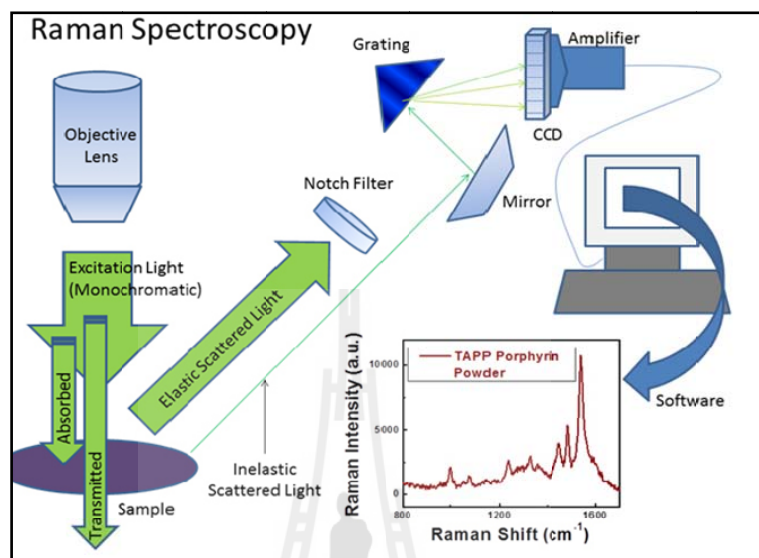 Raman Spectroscopy
Grating
Amplifier
Objective
Lens
CCD
Notch Filter
Mirror
Excitation Light
(Monochromatic)
Elastic Scattered Light
Absorbed
Transmitted
Sample
Inelastic
Scattered Light
Software
TAPP Porphyrin
Powder
Raman Intensity (a.u.)
10000
5000
0
800
1200
1600
Raman Shift (cm⁻¹)